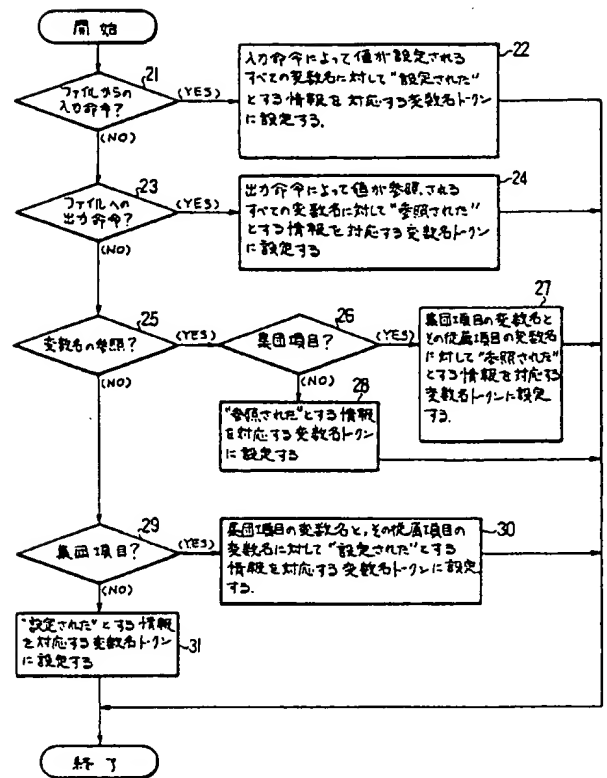 開始
ファイルからの
入力命令?
21
(YES)
(NO)
22
入力命令によって値が設定される
すべての変数名に対して"設定された"
とする情報を対応する変数名トークン
に設定する.
ファイルへの
出力命令?
23
(YES)
(NO)
24
出力命令によって値が参照される
すべての変数名に対して"参照された"
とする情報を対応する変数名トークン
に設定する
変数名の参照?
25
(YES)
(NO)
集団項目?
26
(YES)
(NO)
27
集団項目の変数名と
その従属項目の変数名
に対して"参照された"
とする情報を対応する
変数名トークンに設定
する.
28
"参照された"とする情報
を対応する変数名トークン
に設定する
集団項目?
29
(YES)
(NO)
30
集団項目の変数名と,その従属項目の
変数名に対して"設定された"とする
情報を対応する変数名トークンに設定
する.
"設定された"とする情報
を対応する変数名トークン
に設定する
31
終了